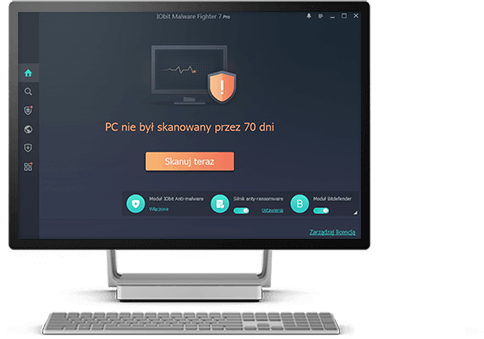 IObit Malware Fighter 7 Pro
PC nie był skanowany przez 70 dni
Skanuj teraz
Moduł IObit Anti-malware
Włączone
Silnik anty-ransomware
Ustawienia
B
Moduł Bitdefender
Zarządzaj licencją